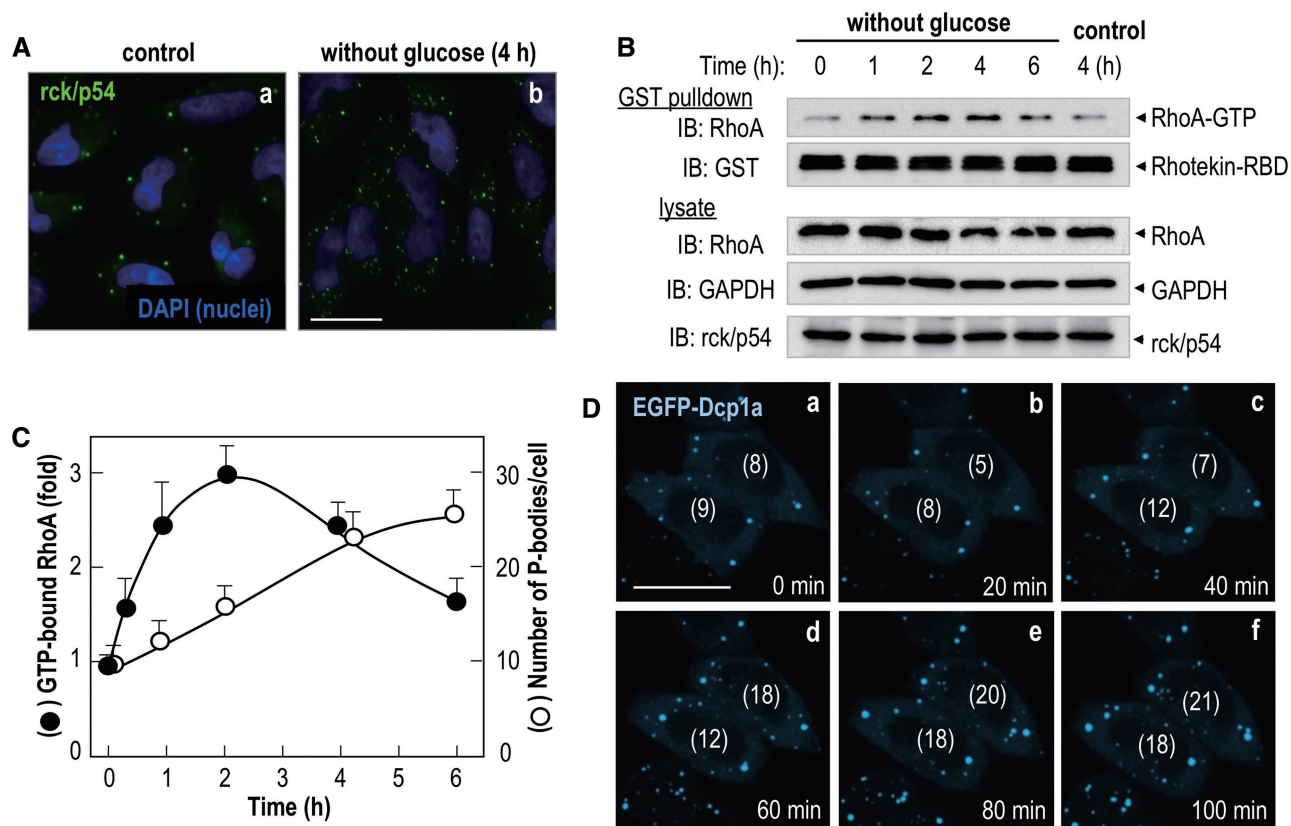 A
control
without glucose (4 h)
rck/p54
a
b
DAPI (nuclei)
B
without glucose
control
Time (h): 0 1 2 4 6 4 (h)
GST pulldown
IB: RhoA
RhoA-GTP
IB: GST
Rhotekin-RBD
lysate
IB: RhoA
RhoA
IB: GAPDH
GAPDH
IB: rck/p54
rck/p54
C
(●) GTP-bound RhoA (fold)
3
2
1
0
30
20
10
0
(○) Number of P-bodies/cell
0 1 2 3 4 6
Time (h)
D
EGFP-Dcp1a
a
(8)
(9)
0 min
b
(5)
(8)
20 min
c
(7)
(12)
40 min
d
(18)
(12)
60 min
e
(20)
(18)
80 min
f
(21)
(18)
100 min